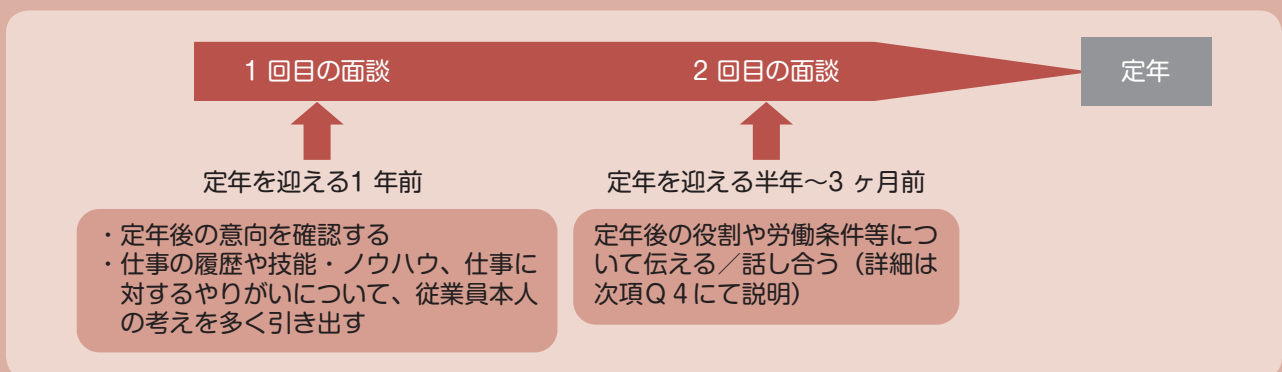 1 回目の面談
2 回目の面談
定年
定年を迎える1 年前
定年を迎える半年～3 ヶ月前
・定年後の意向を確認する
・仕事の履歴や技能・ノウハウ、仕事に
対するやりがいについて、従業員本人
の考えを多く引き出す
定年後の役割や労働条件等につ
いて伝える／話し合う（詳細は
次項Q 4 にて説明）